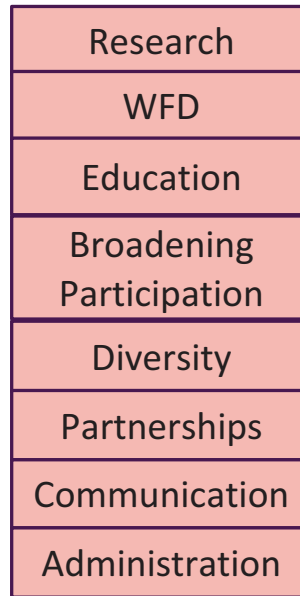 Research
WFD
Education
Broadening
Participation
Diversity
Partnerships
Communication
Administration